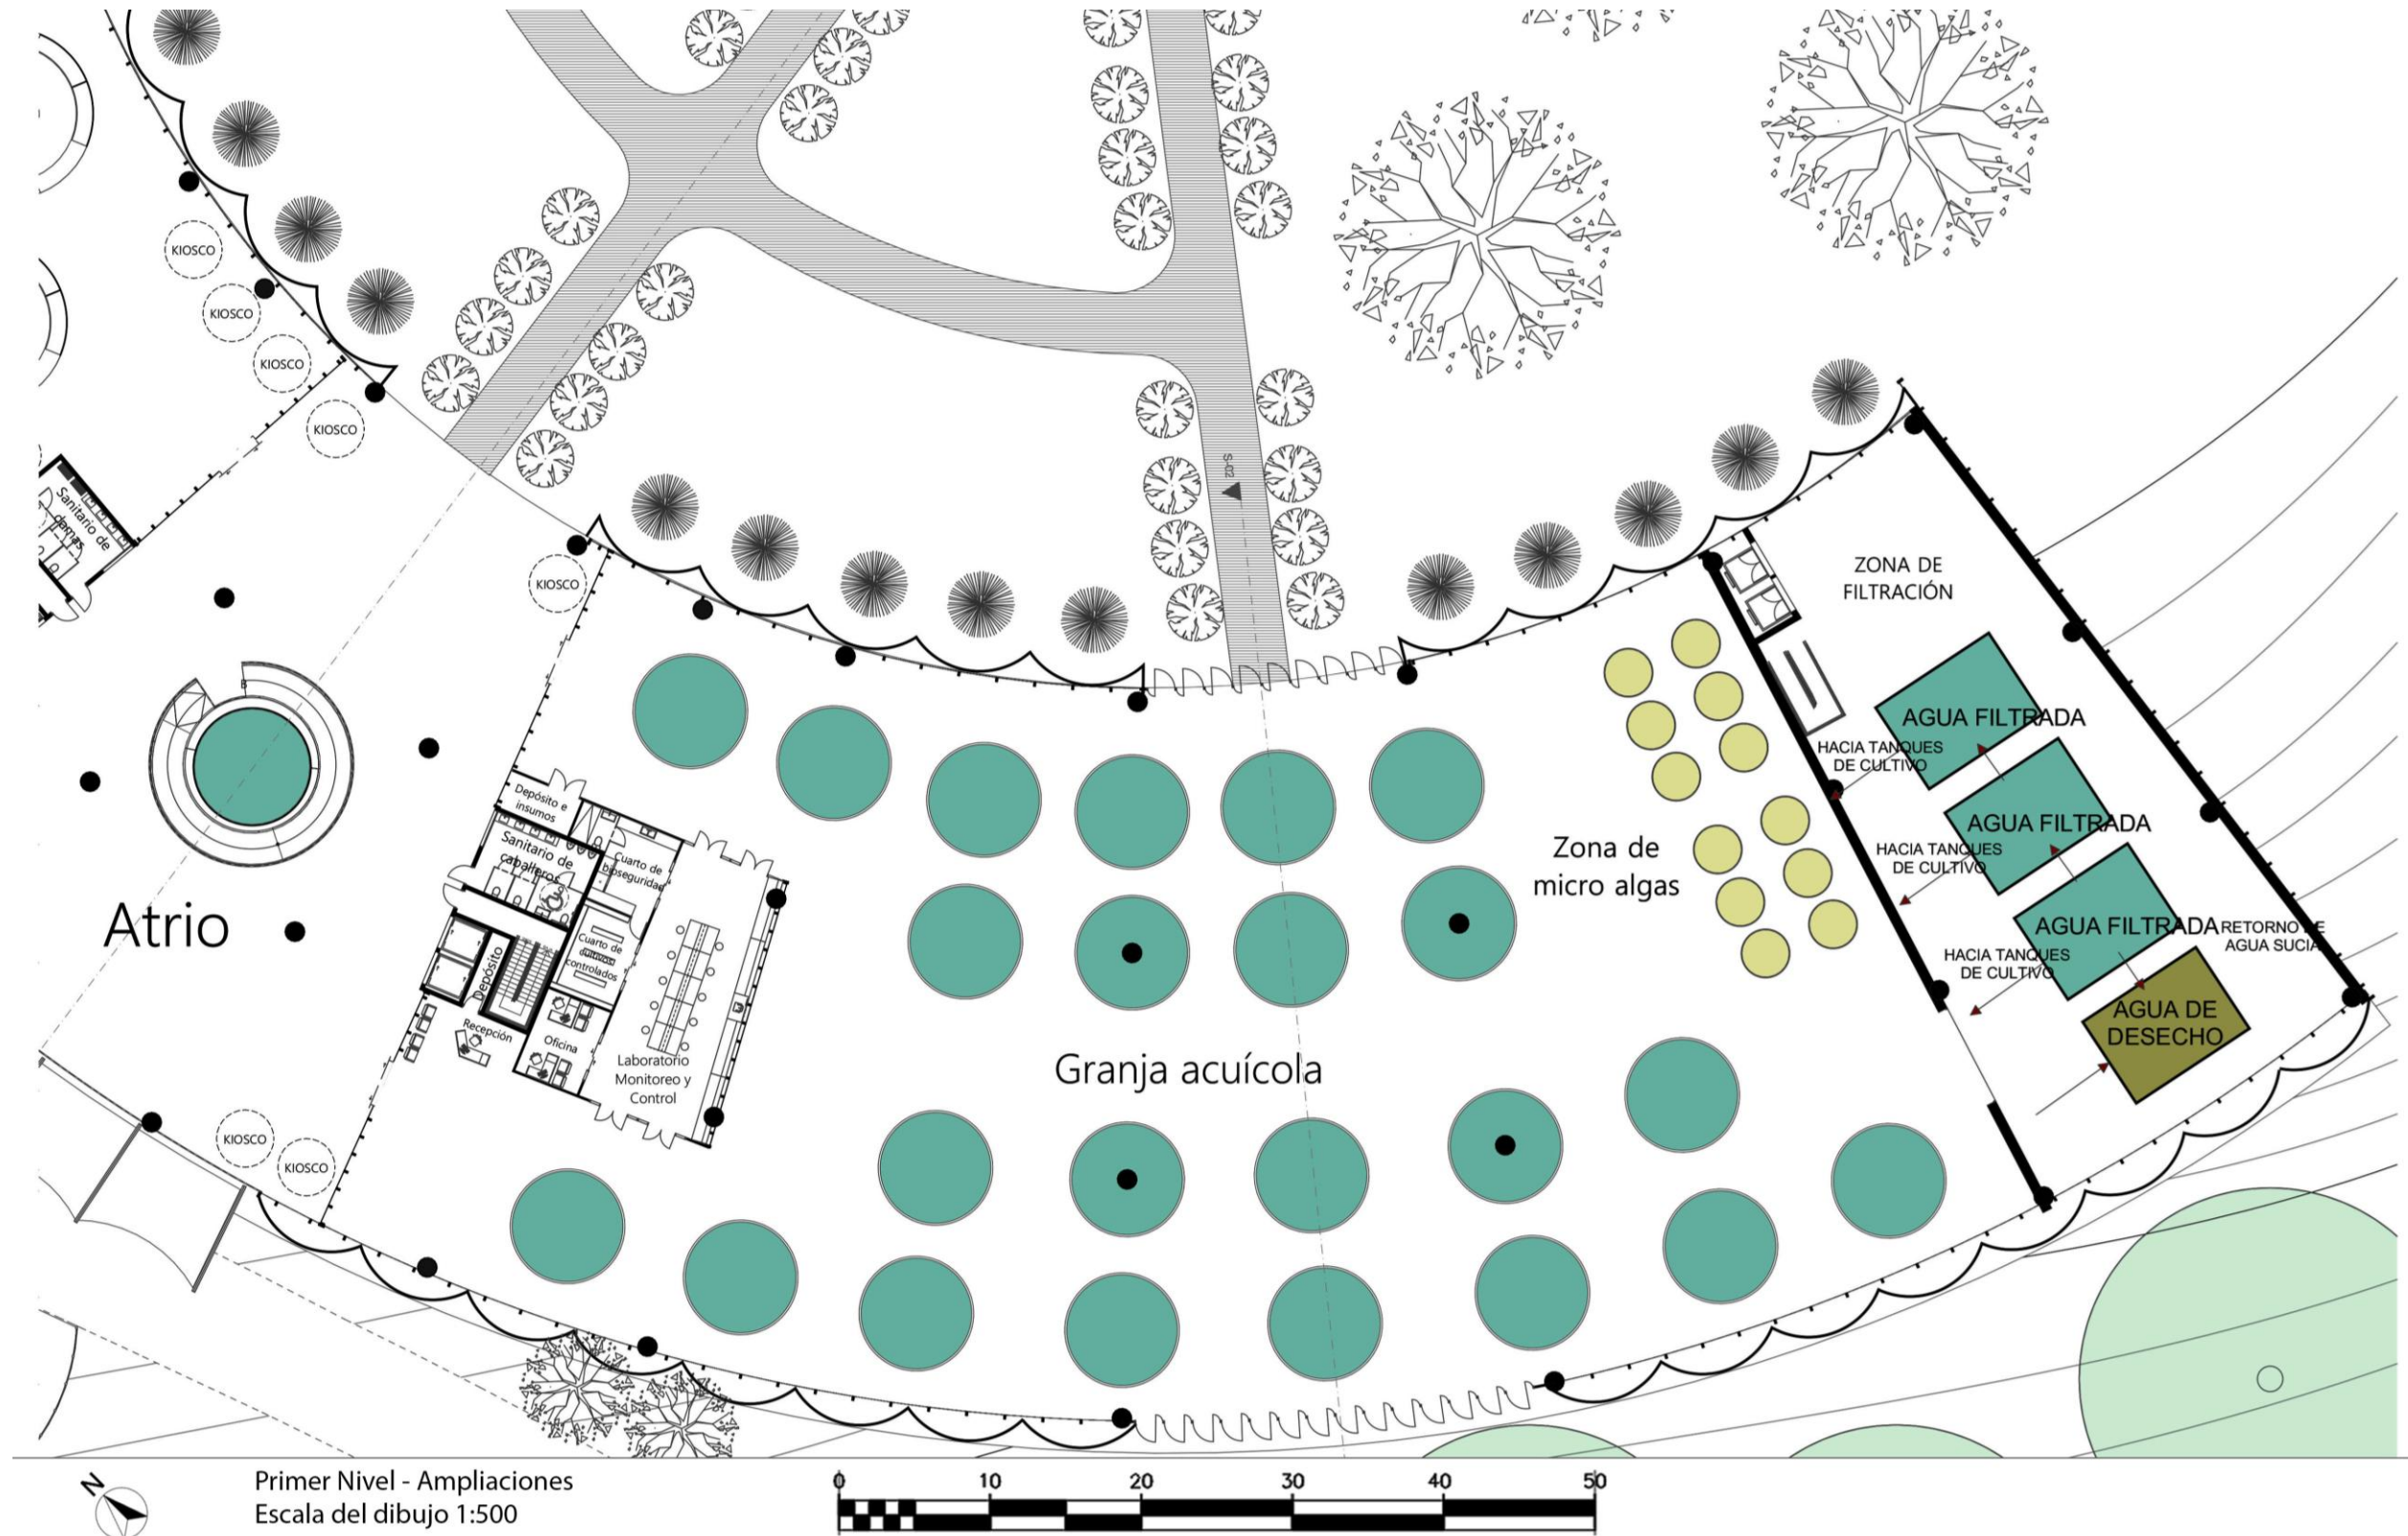 KIOSCO
KIOSCO
KIOSCO
KIOSCO
S-02
Sanitario de
damas
KIOSCO
ZONA DE
FILTRACIÓN
B
AGUA FILTRADA
HACIA TANQUES
DE CULTIVO
Depósito e
insumos
Sanitario de
caballeros
Cuarto de
bioseguridad
AGUA FILTRADA
Zona de
micro algas
HACIA TANQUES
DE CULTIVO
Atrio
AGUA FILTRADA
RETORNO DE
AGUA SUCIA
Cuarto de
cultivos
controlados
Depósito
HACIA TANQUES
DE CULTIVO
Recepción
Oficina
AGUA DE
DESECHO
Laboratorio
Monitoreo y
Control
Granja acuícola
KIOSCO
KIOSCO
N
Primer Nivel - Ampliaciones
Escala del dibujo 1:500
0 10 20 30 40 50